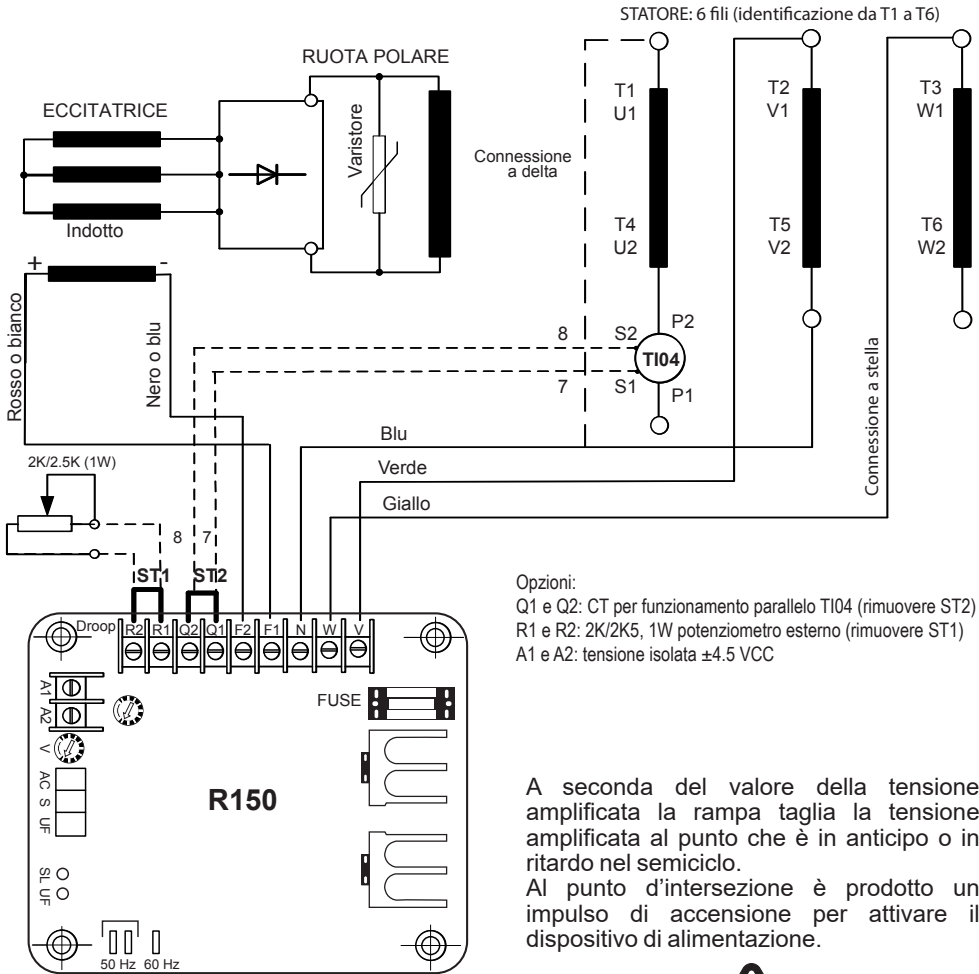 STATORE: 6 fili (identificazione da T1 a T6)
RUOTA POLARE
ECCITATRICE
Varistore
Indotto
T1
U1
T2
V1
T3
W1
Connessione
a delta
T4
U2
T5
V2
T6
W2
+
-
Rosso o bianco
Nero o blu
8
S2
P2
TI04
7
S1
P1
Connessione a stella
Blu
Verde
Giallo
2K/2.5K (1W)
8
7
ST1
ST2
Droop
R2
R1
Q2
Q1
F2
F1
N
W
V
A1
A2
V
AC
S
UF
SL
UF
FUSE
R150
50 Hz
60 Hz
Opzioni:
Q1 e Q2: CT per funzionamento parallelo TI04 (rimuovere ST2)
R1 e R2: 2K/2K5, 1W potenziometro esterno (rimuovere ST1)
A1 e A2: tensione isolata ±4.5 VCC
A seconda del valore della tensione
amplificata la rampa taglia la tensione
amplificata al punto che è in anticipo o in
ritardo nel semiciclo.
Al punto d'intersezione è prodotto un
impulso di accensione per attivare il
dispositivo di alimentazione.